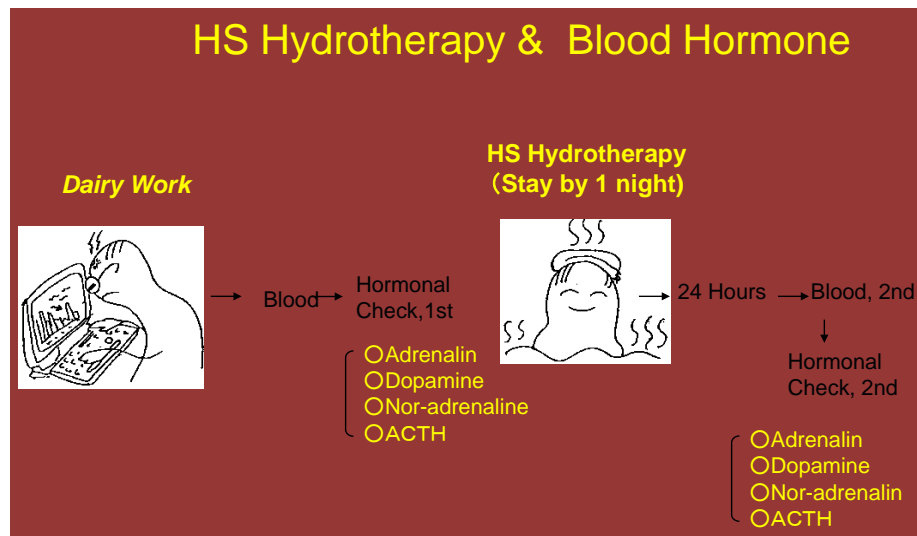 HS Hydrotherapy & Blood Hormone
Dairy Work
Blood
Hormonal
Check,1st
○Adrenalin
○Dopamine
○Nor-adrenaline
○ACTH
HS Hydrotherapy
（Stay by 1 night)
24 Hours
Blood, 2nd
Hormonal
Check, 2nd
○Adrenalin
○Dopamine
○Nor-adrenalin
○ACTH